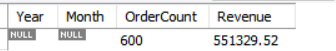 Year Month OrderCount Revenue
NULL NULL 600 551329.52